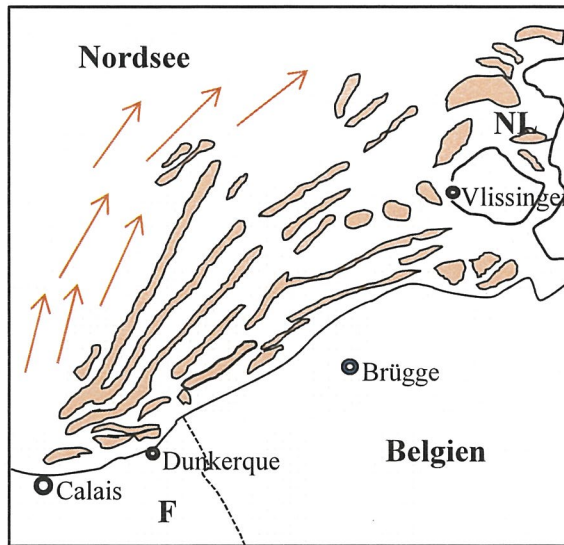 Nordsee
NL
Vlissingen
Brügge
Belgien
Dunkerque
Calais
F